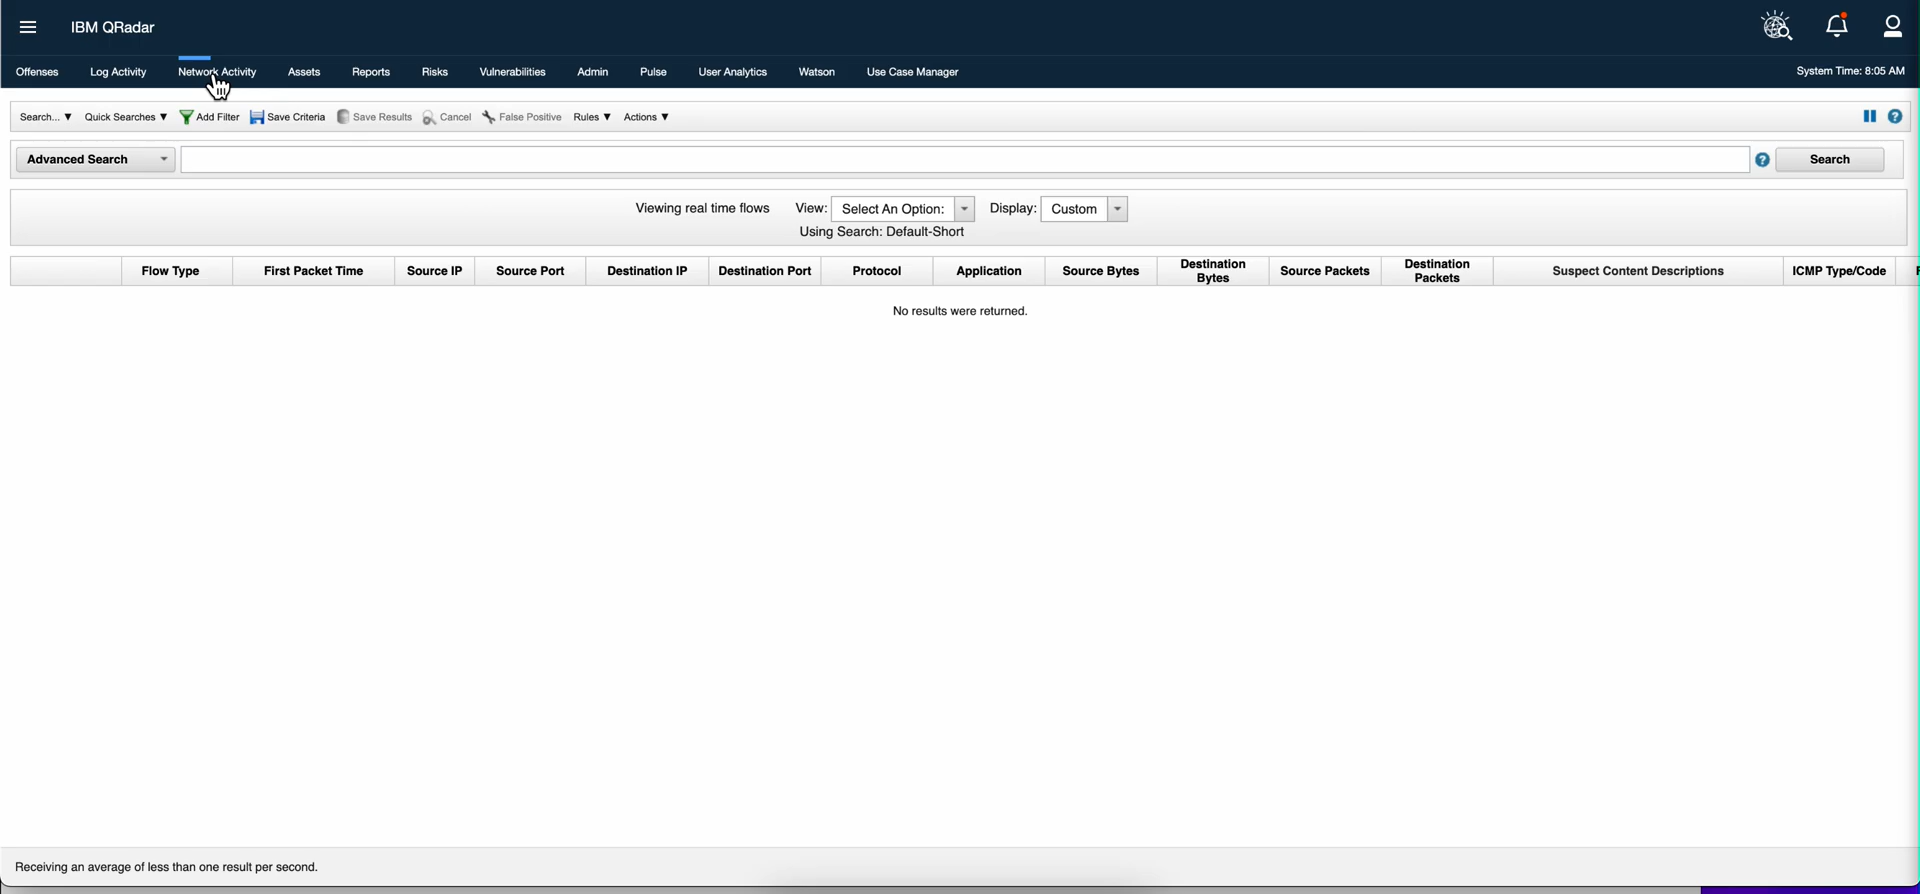 IBM QRadar
Offenses Log Activity Network Activity Assets Reports Risks Vulnerabilities Admin Pulse User Analytics Watson Use Case Manager System Time: 8:05 AM
Search... ▼ Quick Searches ▼ Add Filter Save Criteria Save Results Cancel False Positive Rules ▼ Actions ▼ ?
Advanced Search ? Search
Viewing real time flows View: Select An Option: Display: Custom
Using Search: Default-Short
Flow Type First Packet Time Source IP Source Port Destination IP Destination Port Protocol Application Source Bytes Destination Bytes Source Packets Destination Packets Suspect Content Descriptions ICMP Type/Code
No results were returned.
Receiving an average of less than one result per second.